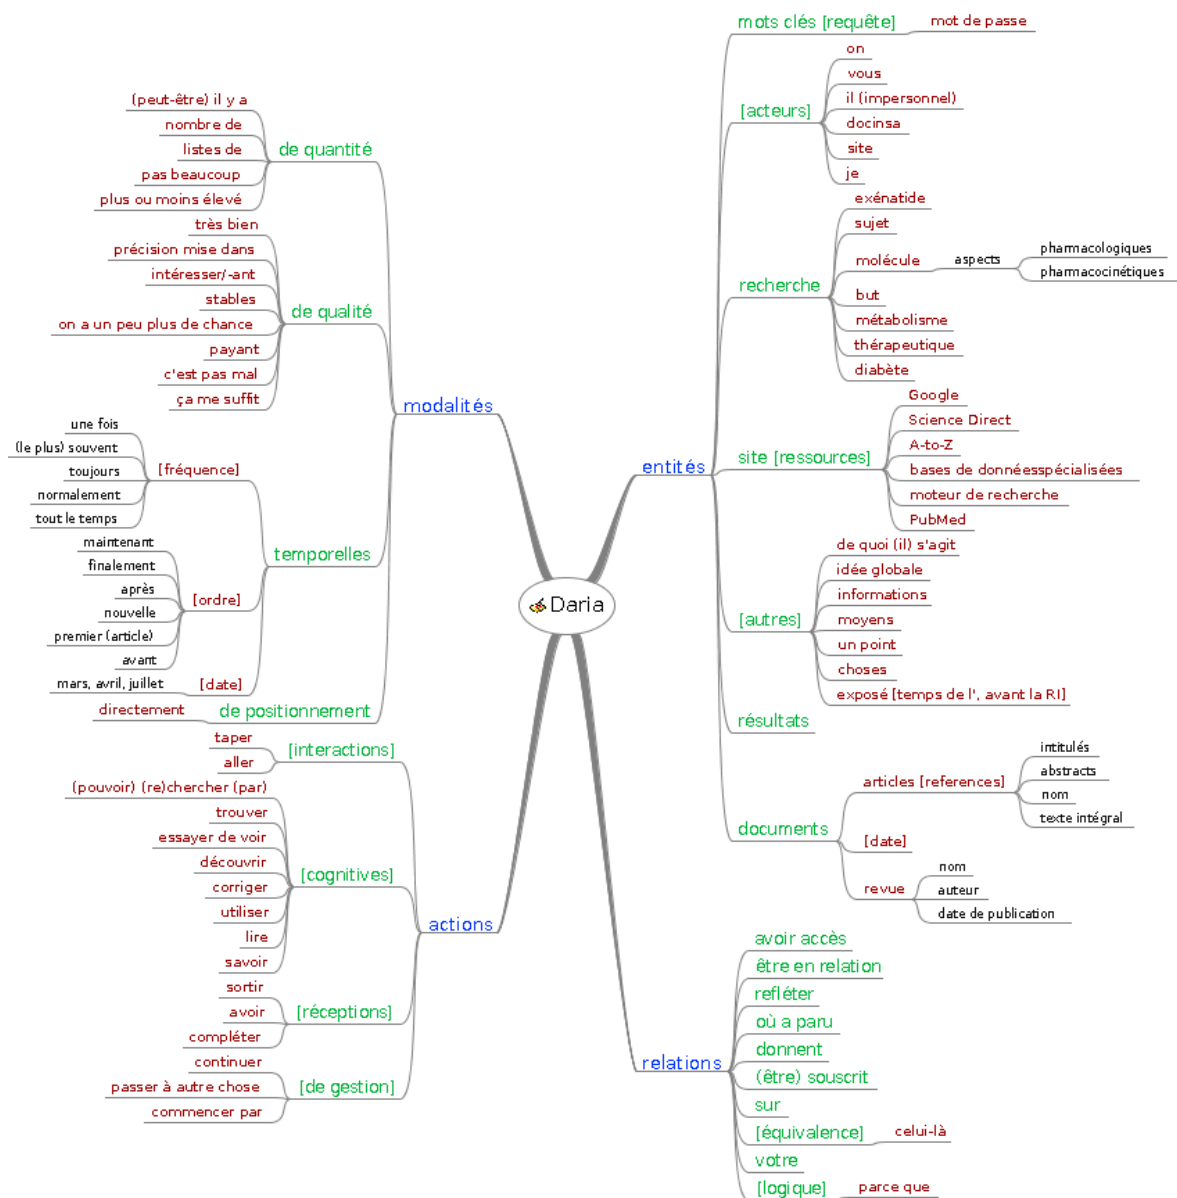 Daria
modalités
de quantité
(peut-être) il y a
nombre de
listes de
pas beaucoup
plus ou moins élevé
de qualité
très bien
précision mise dans
intéresser/-ant
stables
on a un peu plus de chance
payant
c'est pas mal
ça me suffit
temporelles
[fréquence]
une fois
(le plus) souvent
toujours
normalement
tout le temps
[ordre]
maintenant
finalement
après
nouvelle
premier (article)
avant
[date]
mars, avril, juillet
de positionnement
directement
actions
[interactions]
taper
aller
[cognitives]
(pouvoir) (re)chercher (par)
trouver
essayer de voir
découvrir
corriger
utiliser
lire
savoir
[réceptions]
sortir
avoir
compléter
[de gestion]
continuer
passer à autre chose
commencer par
entités
mots clés [requête]
mot de passe
[acteurs]
on
vous
il (impersonnel)
docinsa
site
je
recherche
exénatide
sujet
molécule
aspects
pharmacologiques
pharmacocinétiques
but
métabolisme
thérapeutique
diabète
site [ressources]
Google
Science Direct
A-to-Z
bases de donnéesspécialisées
moteur de recherche
PubMed
[autres]
de quoi (il) s'agit
idée globale
informations
moyens
un point
choses
exposé [temps de l', avant la RI]
résultats
documents
articles [references]
intitulés
abstracts
nom
texte intégral
[date]
revue
nom
auteur
date de publication
relations
avoir accès
être en relation
refléter
où a paru
donnent
(être) souscrit
sur
[équivalence]
celui-là
votre
[logique]
parce que